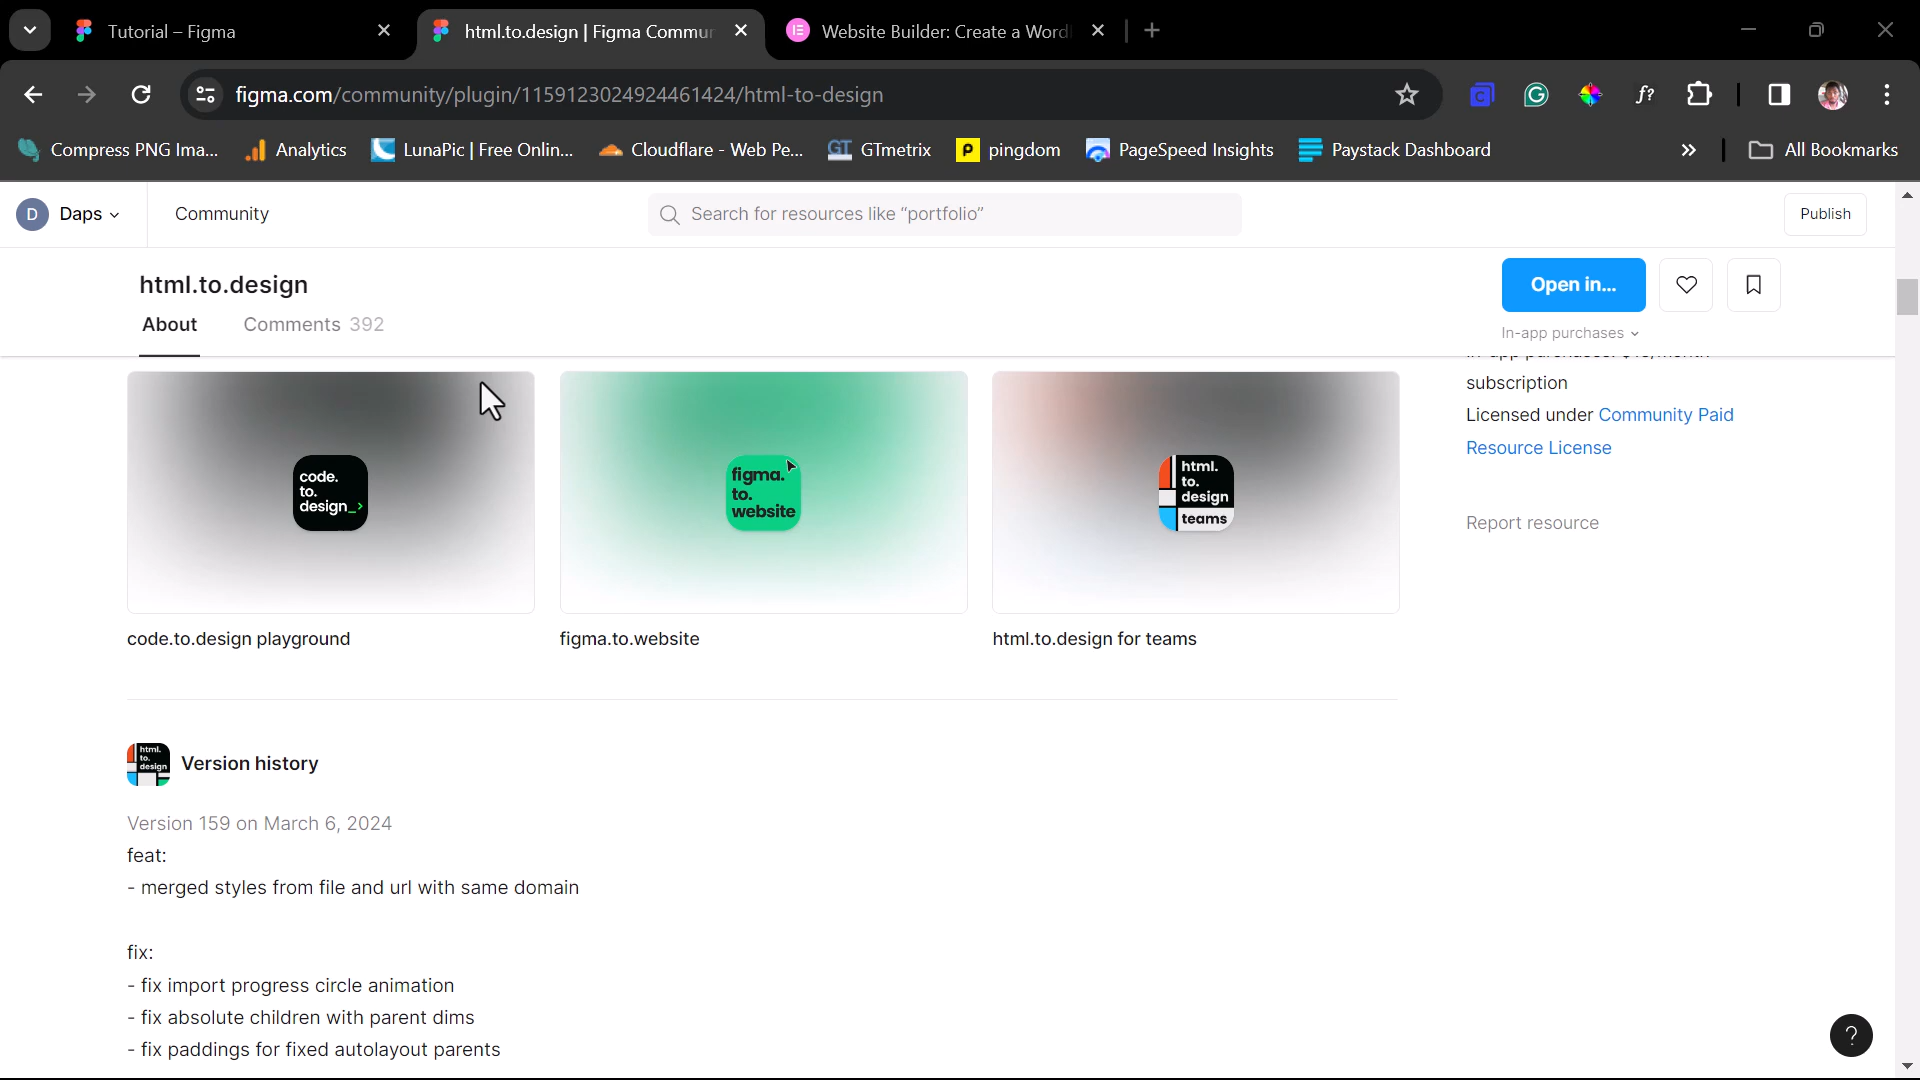 Tutorial – Figma
html.to.design | Figma Commun
Website Builder: Create a Word
figma.com/community/plugin/1159123024924461424/html-to-design
Compress PNG Ima...
Analytics
LunaPic | Free Onlin...
Cloudflare - Web Pe...
GTmetrix
pingdom
PageSpeed Insights
Paystack Dashboard
All Bookmarks
D
Daps
Community
Search for resources like “portfolio”
Publish
html.to.design
Open in...
About
Comments 392
In-app purchases
subscription
Licensed under Community Paid
Resource License
Report resource
code.
to.
design_>
figma.
to.
website
html.
to.
design
teams
code.to.design playground
figma.to.website
html.to.design for teams
html.
to.
design
Version history
Version 159 on March 6, 2024
feat:
- merged styles from file and url with same domain
fix:
- fix import progress circle animation
- fix absolute children with parent dims
- fix paddings for fixed autolayout parents
?